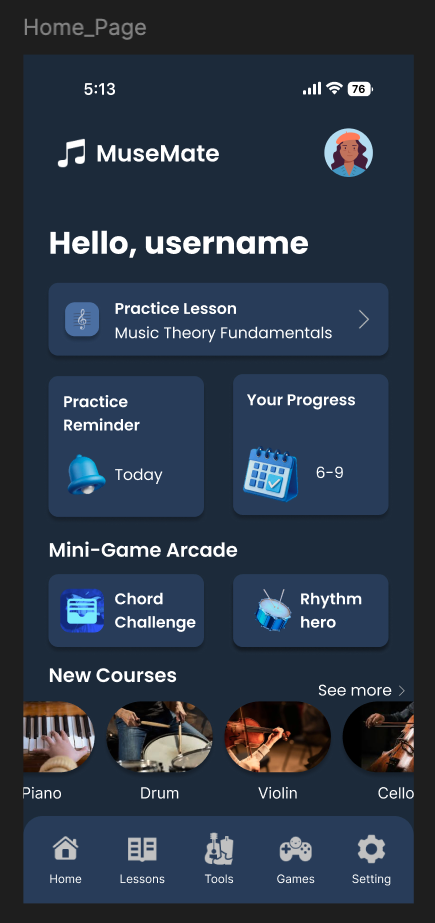 Home_Page
5:13
76
MuseMate
Hello, username
Practice Lesson
Music Theory Fundamentals
Practice
Reminder
Today
Your Progress
6-9
Mini-Game Arcade
Chord
Challenge
Rhythm
hero
New Courses
See more
Piano
Drum
Violin
Cello
Home
Lessons
Tools
Games
Setting